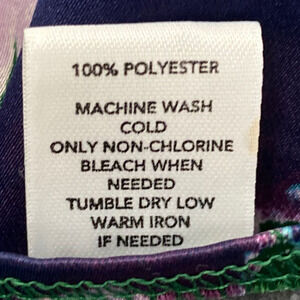 100% POLYESTER
MACHINE WASH
COLD
ONLY NON-CHLORINE
BLEACH WHEN
NEEDED
TUMBLE DRY LOW
WARM IRON
IF NEEDED